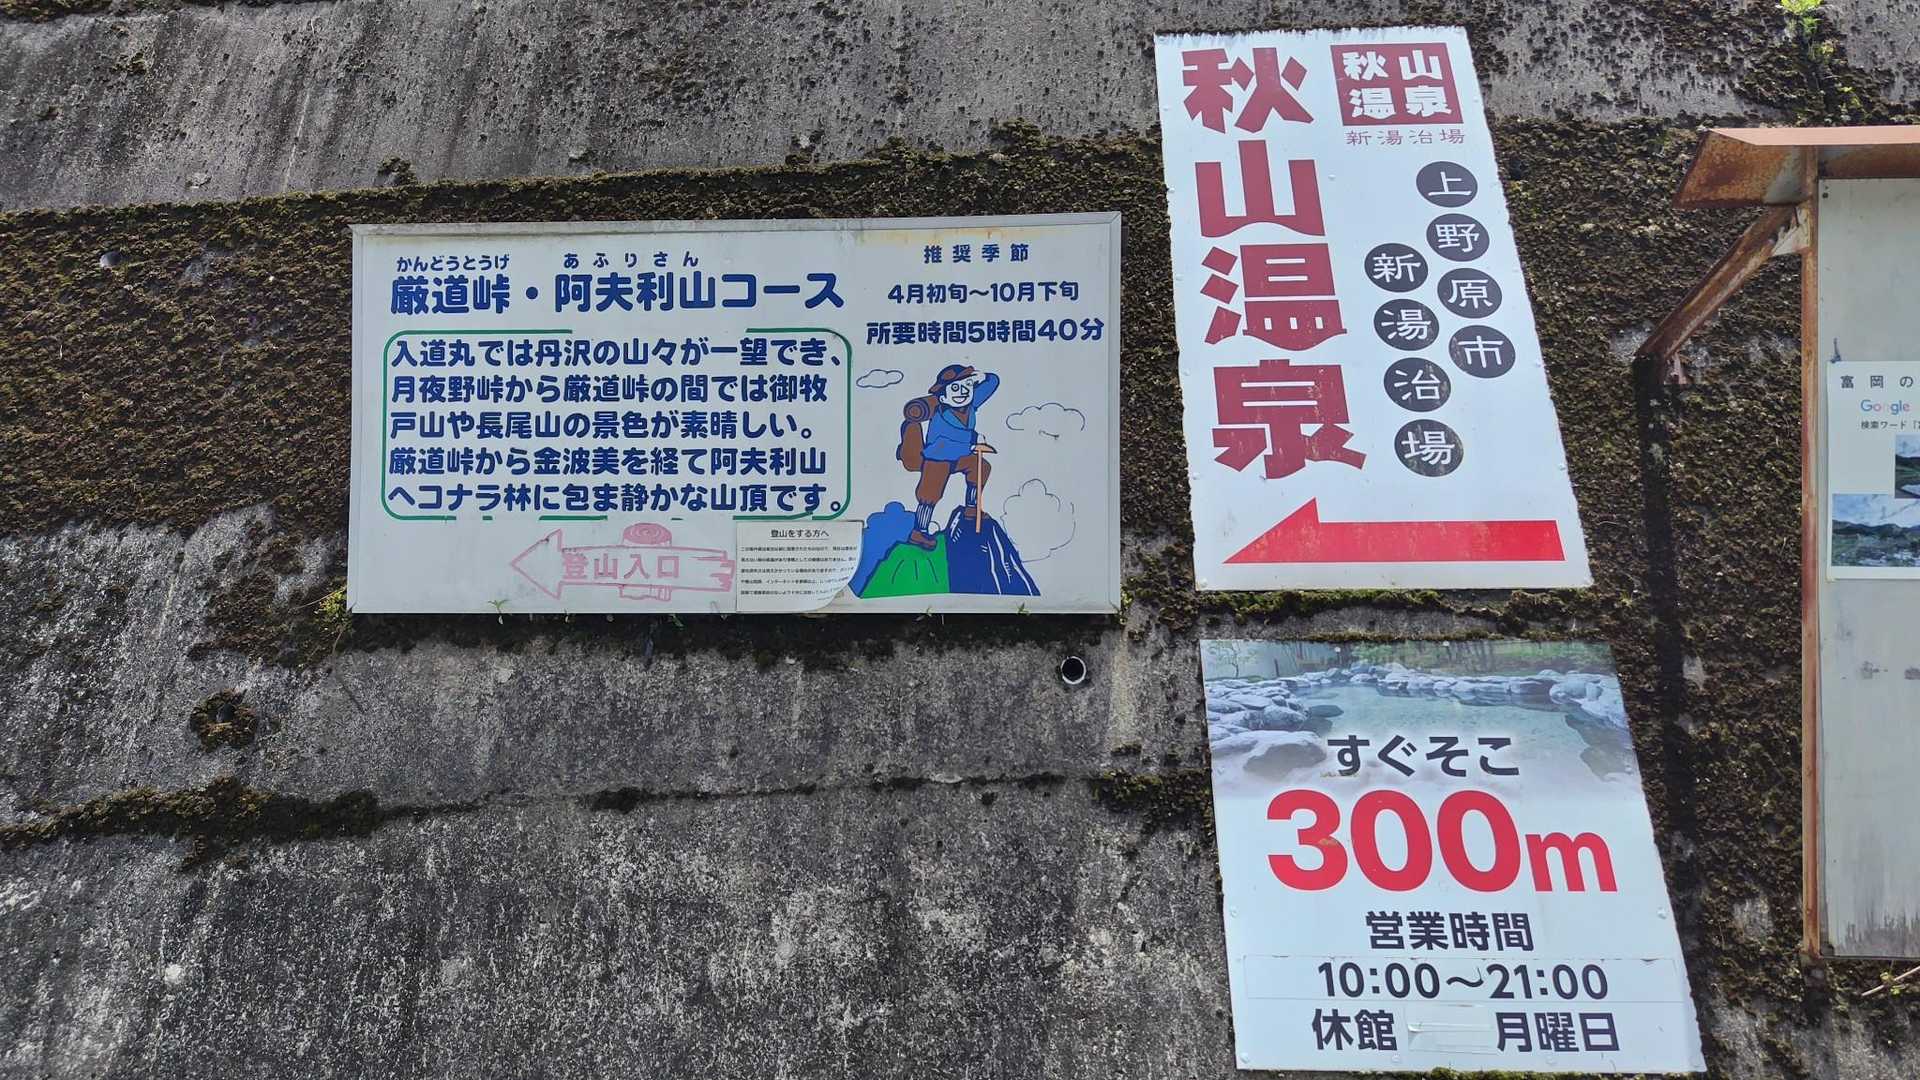 かんどうとうげ　あふりさん
厳道峠・阿夫利山コース
推奨季節
4月初旬～10月下旬
所要時間5時間40分
入道丸では丹沢の山々が一望でき、
月夜野峠から厳道峠の間では御牧
戸山や長尾山の景色が素晴しい。
厳道峠から金波美を経て阿夫利山
へコナラ林に包ま静かな山頂です。
登山入口
登山をする方へ
秋山温泉
秋山
温泉
新湯治場
上野原市
新湯治場
すぐそこ
300m
営業時間
10:00～21:00
休館 月曜日
富岡の
Google
検索ワード